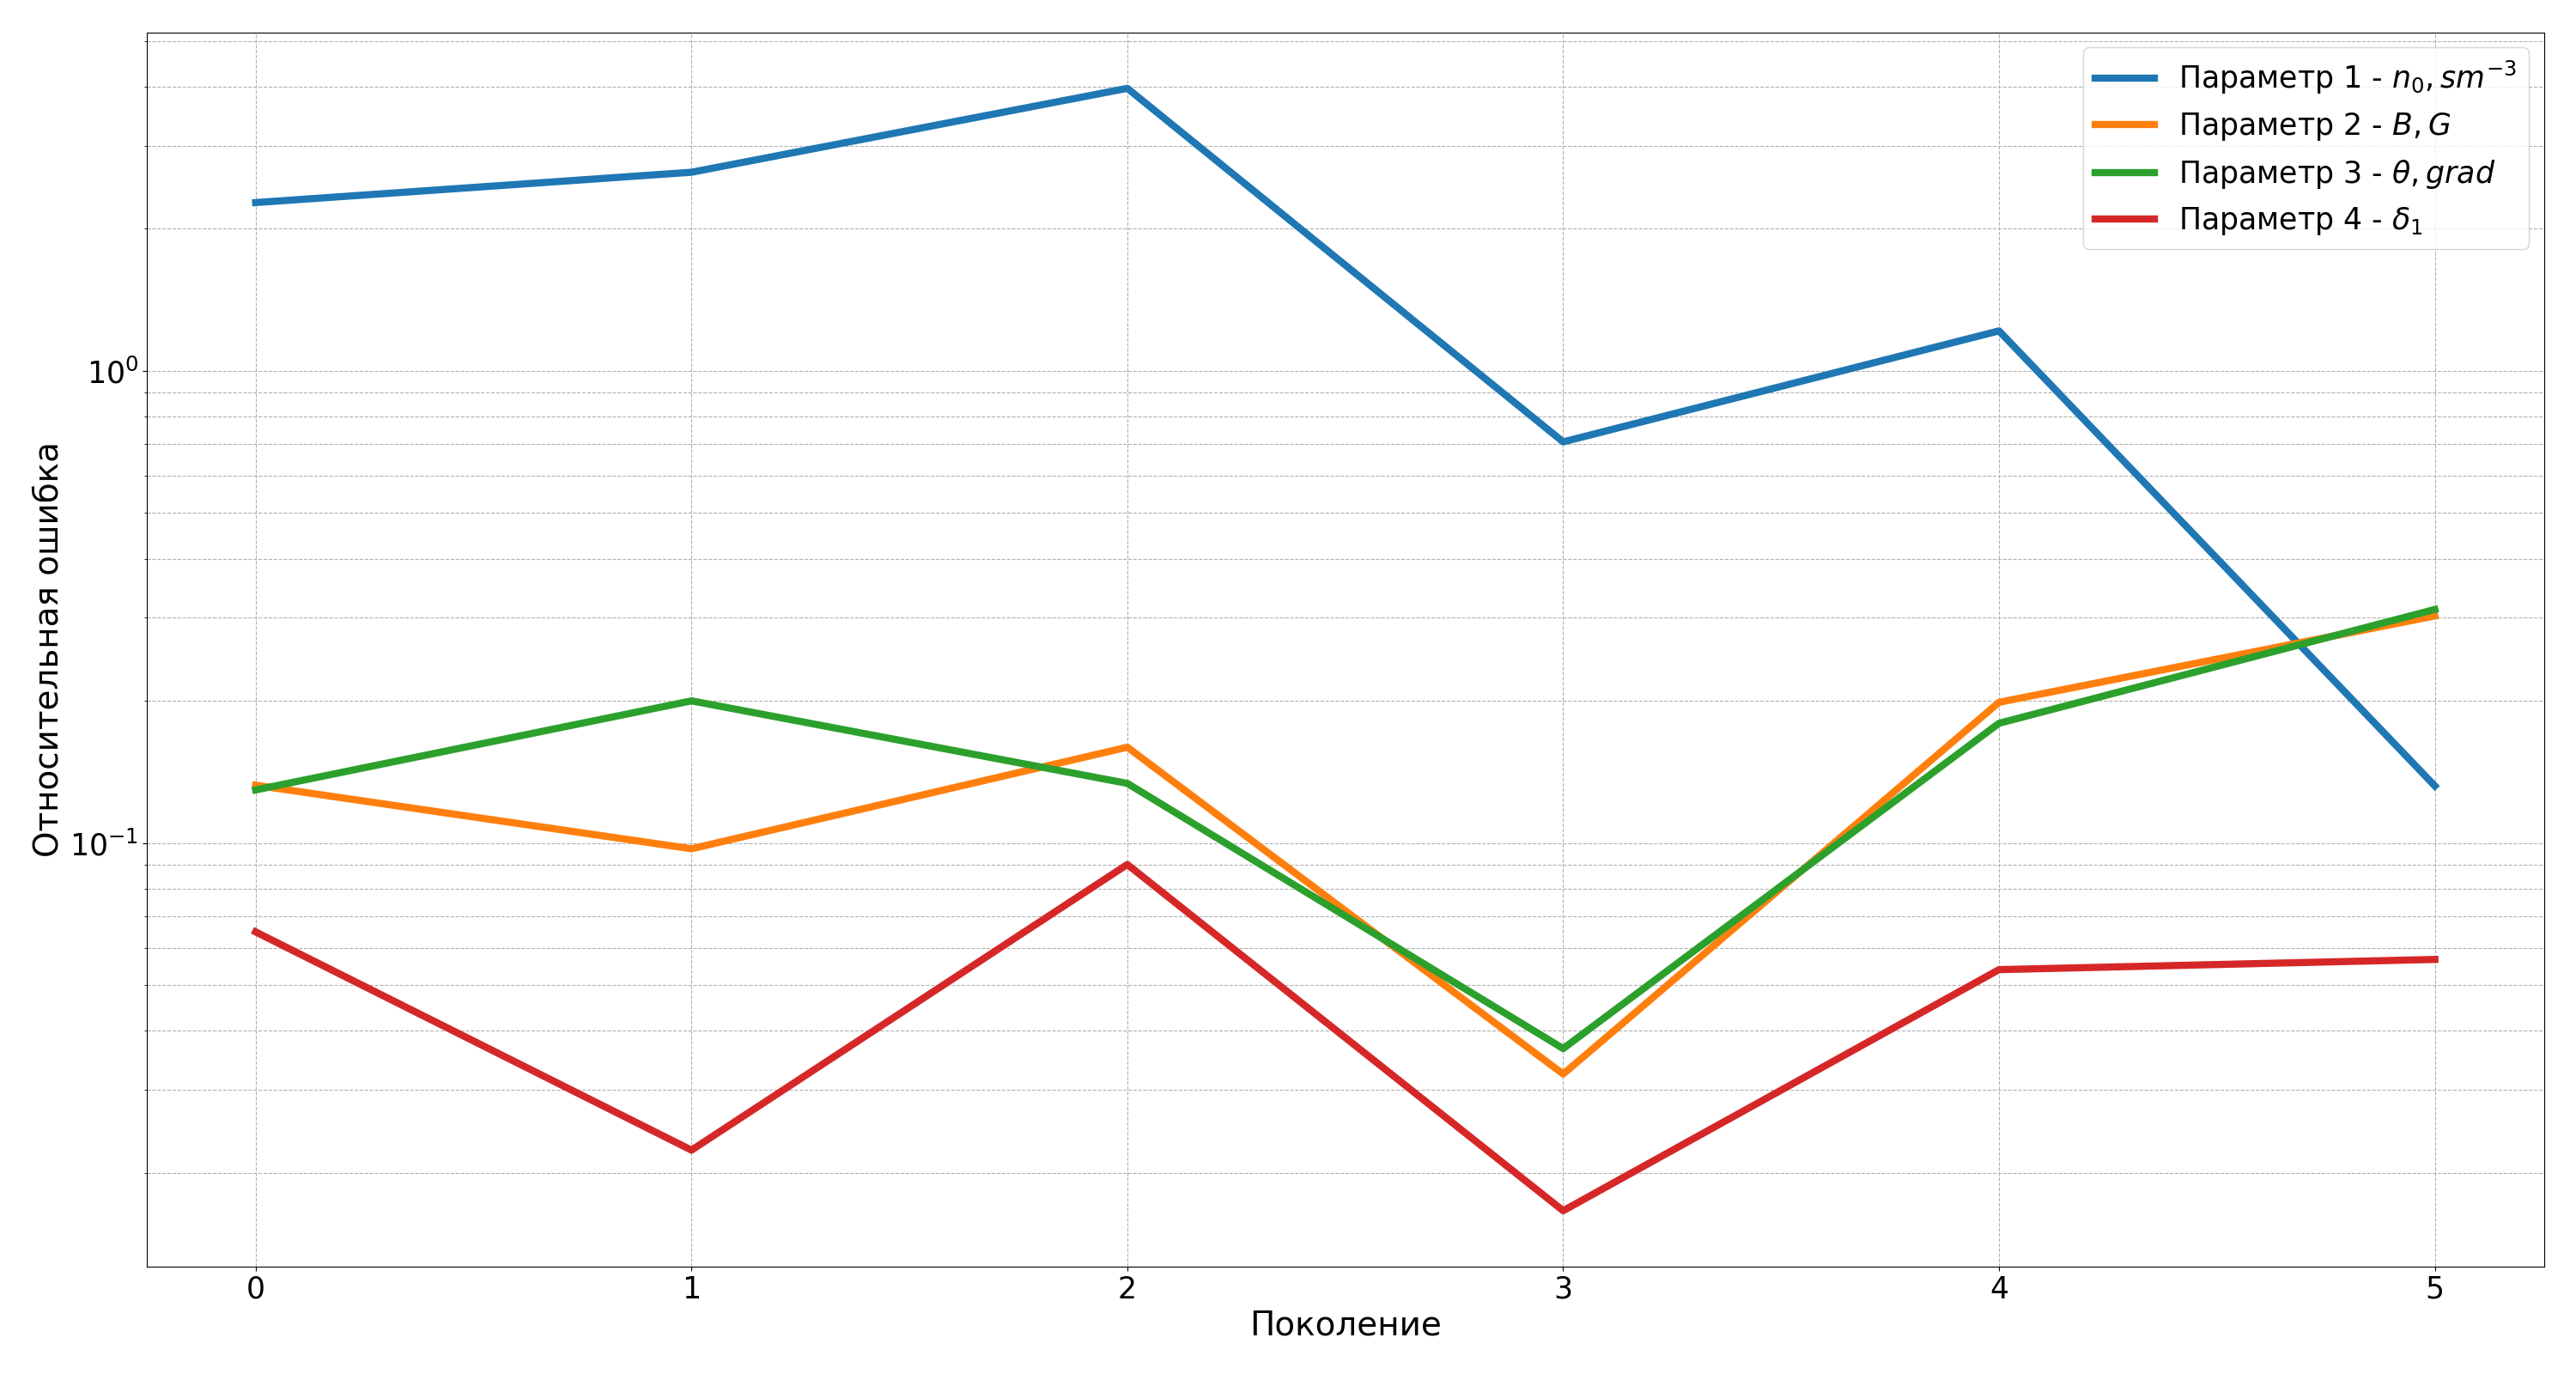 Параметр 1 - n₀, sm⁻³
Параметр 2 - B, G
Параметр 3 - θ, grad
Параметр 4 - δ₁
Относительная ошибка
10⁰
10⁻¹
0 1 2 3 4 5
Поколение